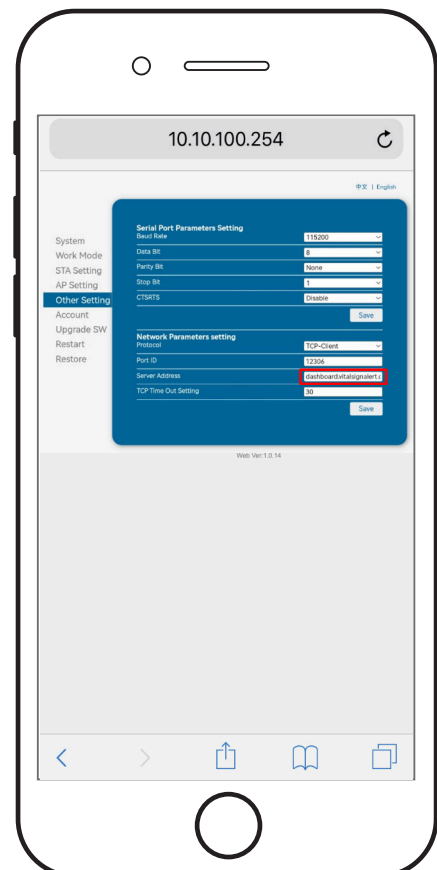 10.10.100.254
中文 | English
System
Work Mode
STA Setting
AP Setting
Other Setting
Account
Upgrade SW
Restart
Restore
Serial Port Parameters Setting
Baud Rate 115200
Data Bit 8
Parity Bit None
Stop Bit 1
CTSRTS Disable
Save
Network Parameters setting
Protocol TCP-Client
Port ID 12306
Server Address dashboard.vitalsignalert.c
TCP Time Out Setting 30
Save
Web Ver:1.0.14